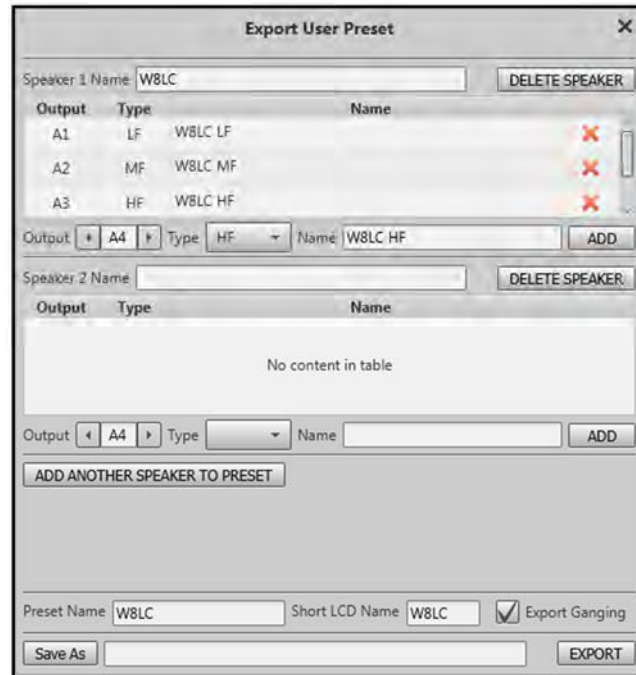 Export User Preset
Speaker 1 Name W8LC DELETE SPEAKER
Output Type Name
A1 LF W8LC LF
A2 MF W8LC MF
A3 HF W8LC HF
Output A4 Type HF Name W8LC HF ADD
Speaker 2 Name DELETE SPEAKER
Output Type Name
No content in table
Output A4 Type Name ADD
ADD ANOTHER SPEAKER TO PRESET
Preset Name W8LC Short LCD Name W8LC Export Ganging
Save As EXPORT